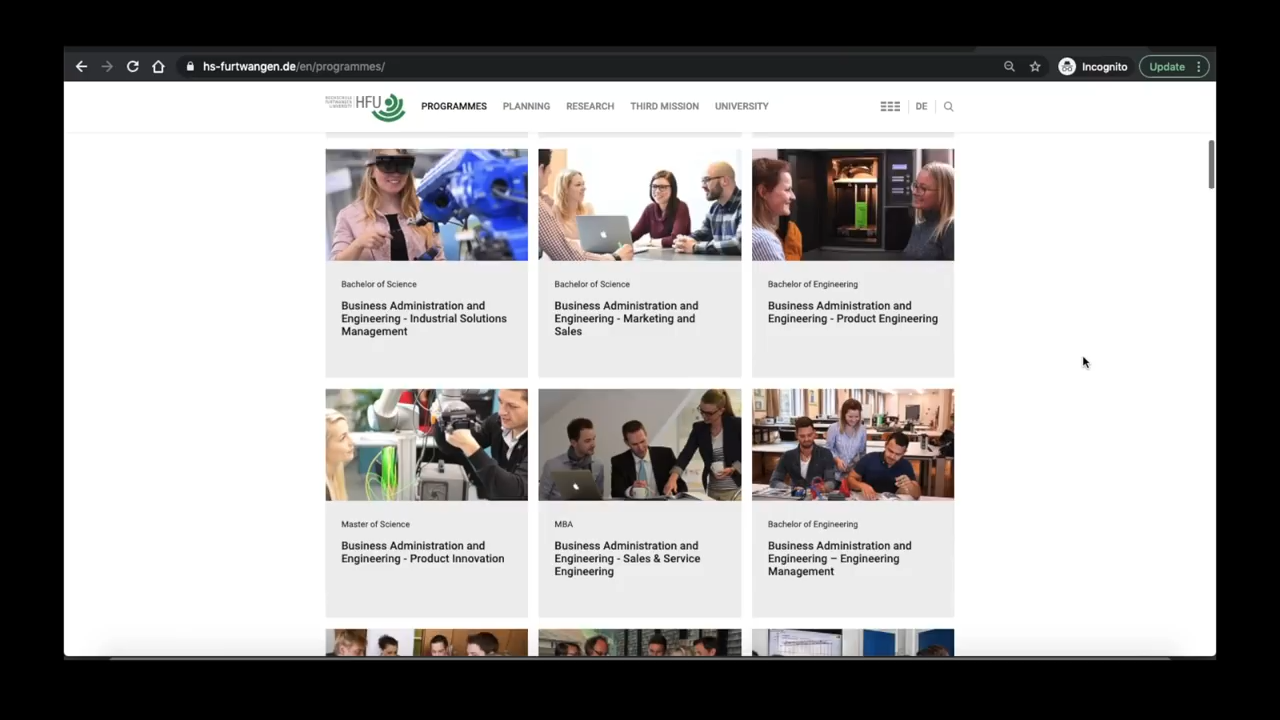 hs-furtwangen.de/en/programmes/
Incognito
Update
HOCHSCHULE
FURTWANGEN
UNIVERSITY
HFU
PROGRAMMES
PLANNING
RESEARCH
THIRD MISSION
UNIVERSITY
DE
Bachelor of Science
Business Administration and
Engineering - Industrial Solutions
Management
Bachelor of Science
Business Administration and
Engineering - Marketing and
Sales
Bachelor of Engineering
Business Administration and
Engineering - Product Engineering
Master of Science
Business Administration and
Engineering - Product Innovation
MBA
Business Administration and
Engineering - Sales & Service
Engineering
Bachelor of Engineering
Business Administration and
Engineering – Engineering
Management